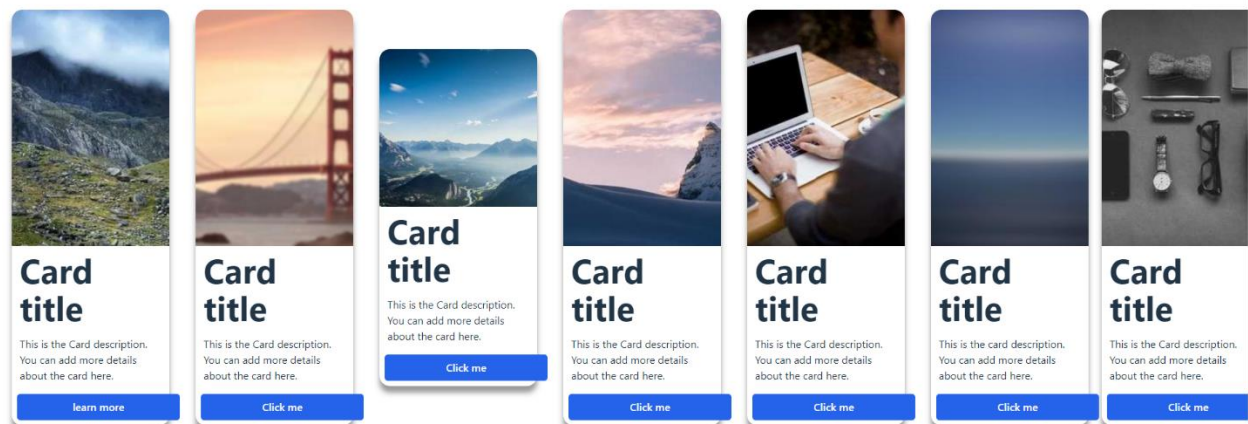 Card
title
This is the Card description.
You can add more details
about the card here.
learn more
Card
title
This is the Card description.
You can add more details
about the card here.
Click me
Card
title
This is the Card description.
You can add more details
about the card here.
Click me
Card
title
This is the Card description.
You can add more details
about the card here.
Click me
Card
title
This is the Card description.
You can add more details
about the card here.
Click me
Card
title
This is the card description.
You can add more details
about the card here.
Click me
Card
title
This is the Card description.
You can add more details
about the card here.
Click me